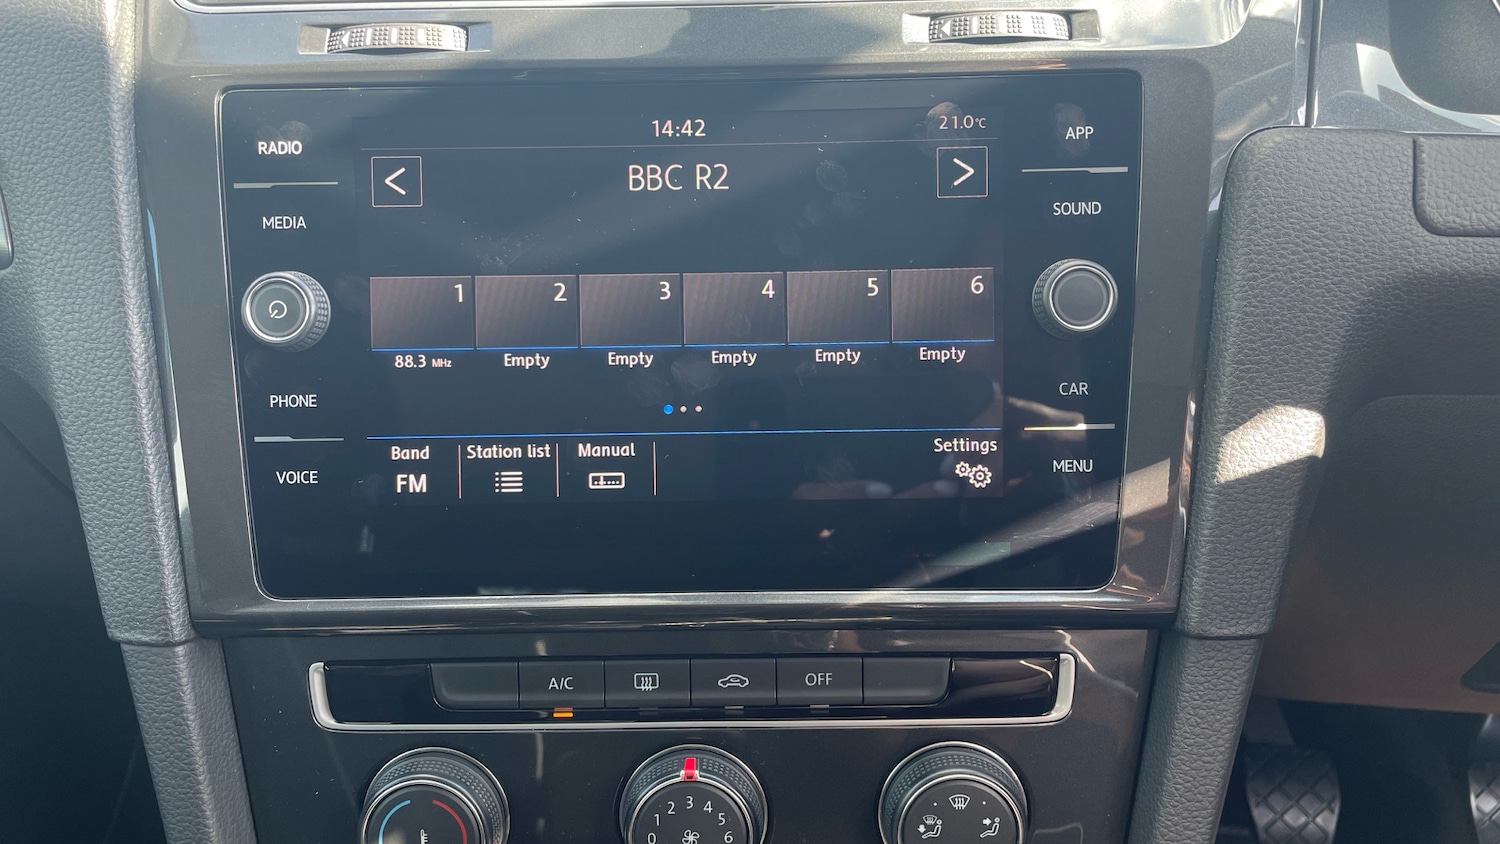 14:42
21.0°C
RADIO
APP
<
BBC R2
>
MEDIA
SOUND
1 2 3 4 5 6
88.3 MHz Empty Empty Empty Empty Empty
PHONE
CAR
Band Station list Manual Settings
FM
VOICE
MENU
A/C OFF
0 1 2 3 4 5 6